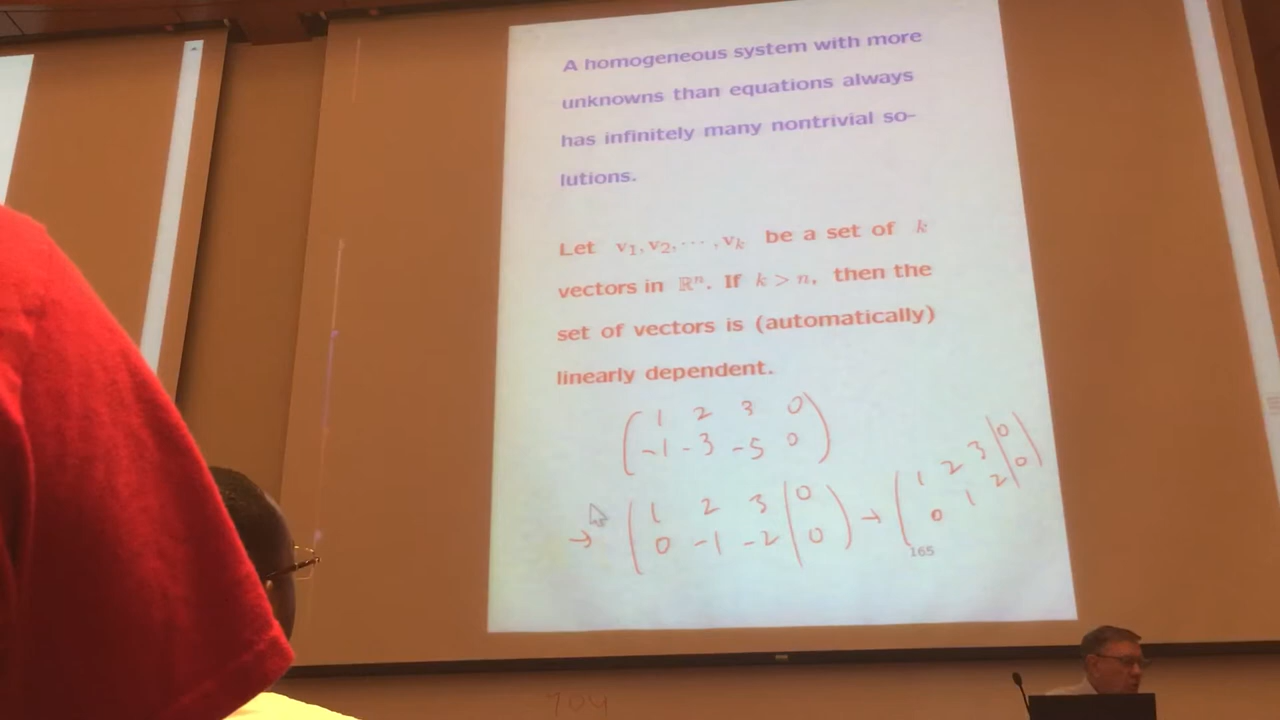 A homogeneous system with more
unknowns than equations always
has infinitely many nontrivial so-
lutions.
Let v₁, v₂, ⋯ , vₖ be a set of k
vectors in ℝⁿ. If k > n, then the
set of vectors is (automatically)
linearly dependent.
( 1 2 3 0 )
( -1 -3 -5 0 )
( 1 2 3 | 0 ) → ( 1 2 3 | 0 )
→ ( 0 -1 -2 | 0 ) ( 0 1 2 | 0 )
165
704